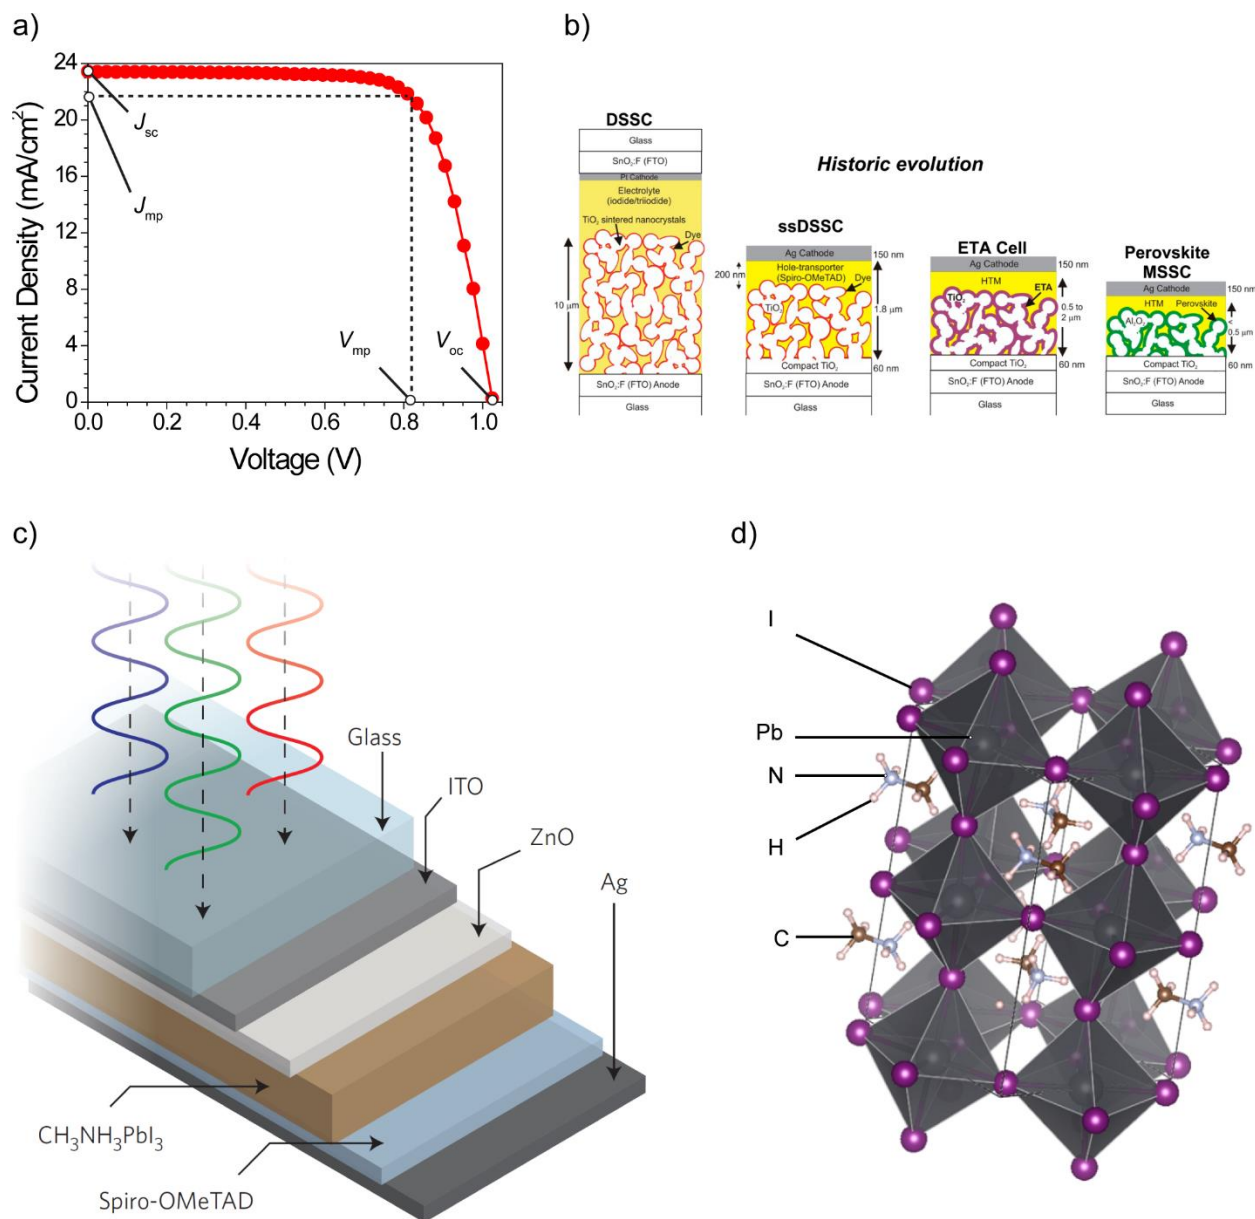 a)
24
20
16
12
8
4
0
Current Density (mA/cm²)
Jsc
Jmp
Vmp
Voc
0.0 0.2 0.4 0.6 0.8 1.0
Voltage (V)
b)
Historic evolution
DSSC
Glass
SnO₂:F (FTO)
Pt Cathode
Electrolyte
(iodide/triiodide)
TiO₂ sintered nanocrystals
Dye
10 µm
SnO₂:F (FTO) Anode
Glass
ssDSSC
Ag Cathode
150 nm
200 nm
Hole-transporter
(Spiro-OMeTAD)
Dye
TiO₂
1.8 µm
Compact TiO₂
60 nm
SnO₂:F (FTO) Anode
Glass
ETA Cell
Ag Cathode
150 nm
HTM
TiO₂
ETA
0.5 to
2 µm
Compact TiO₂
60 nm
SnO₂:F (FTO) Anode
Glass
Perovskite
MSSC
Ag Cathode
150 nm
HTM Perovskite
Al₂O₃
<
0.5 µm
Compact TiO₂
60 nm
SnO₂:F (FTO) Anode
Glass
c)
Glass
ITO
ZnO
Ag
CH₃NH₃PbI₃
Spiro-OMeTAD
d)
I
Pb
N
H
C